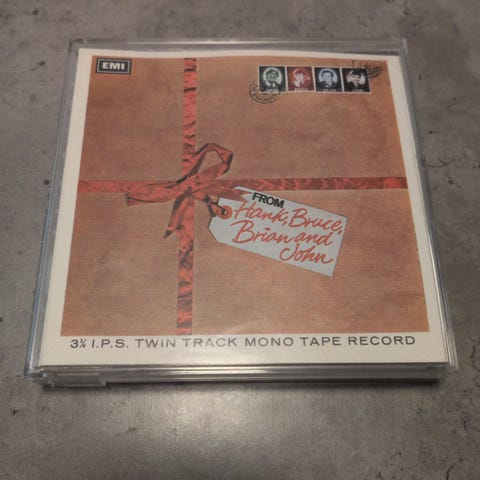 EMI
FROM
Hank, Bruce,
Brian and
John
3¾ I.P.S. TWIN TRACK MONO TAPE RECORD